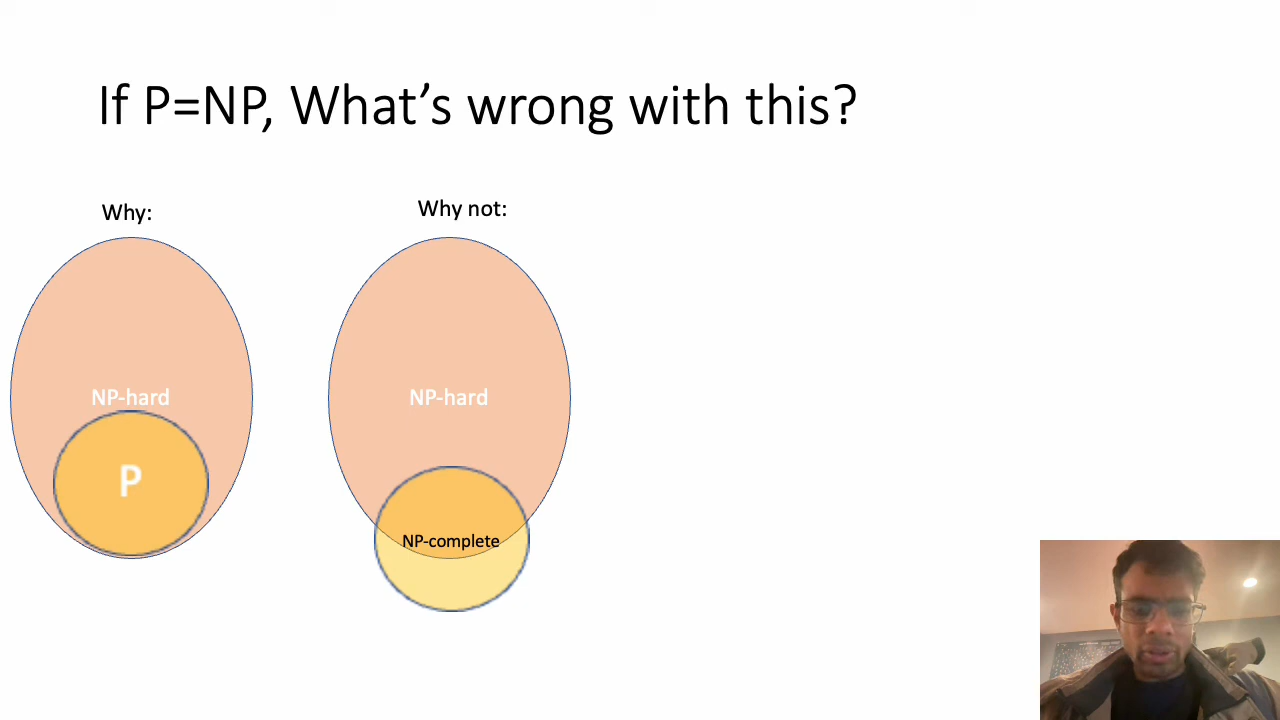 If P=NP, What’s wrong with this?
Why:
Why not:
NP-hard
NP-hard
P
NP-complete